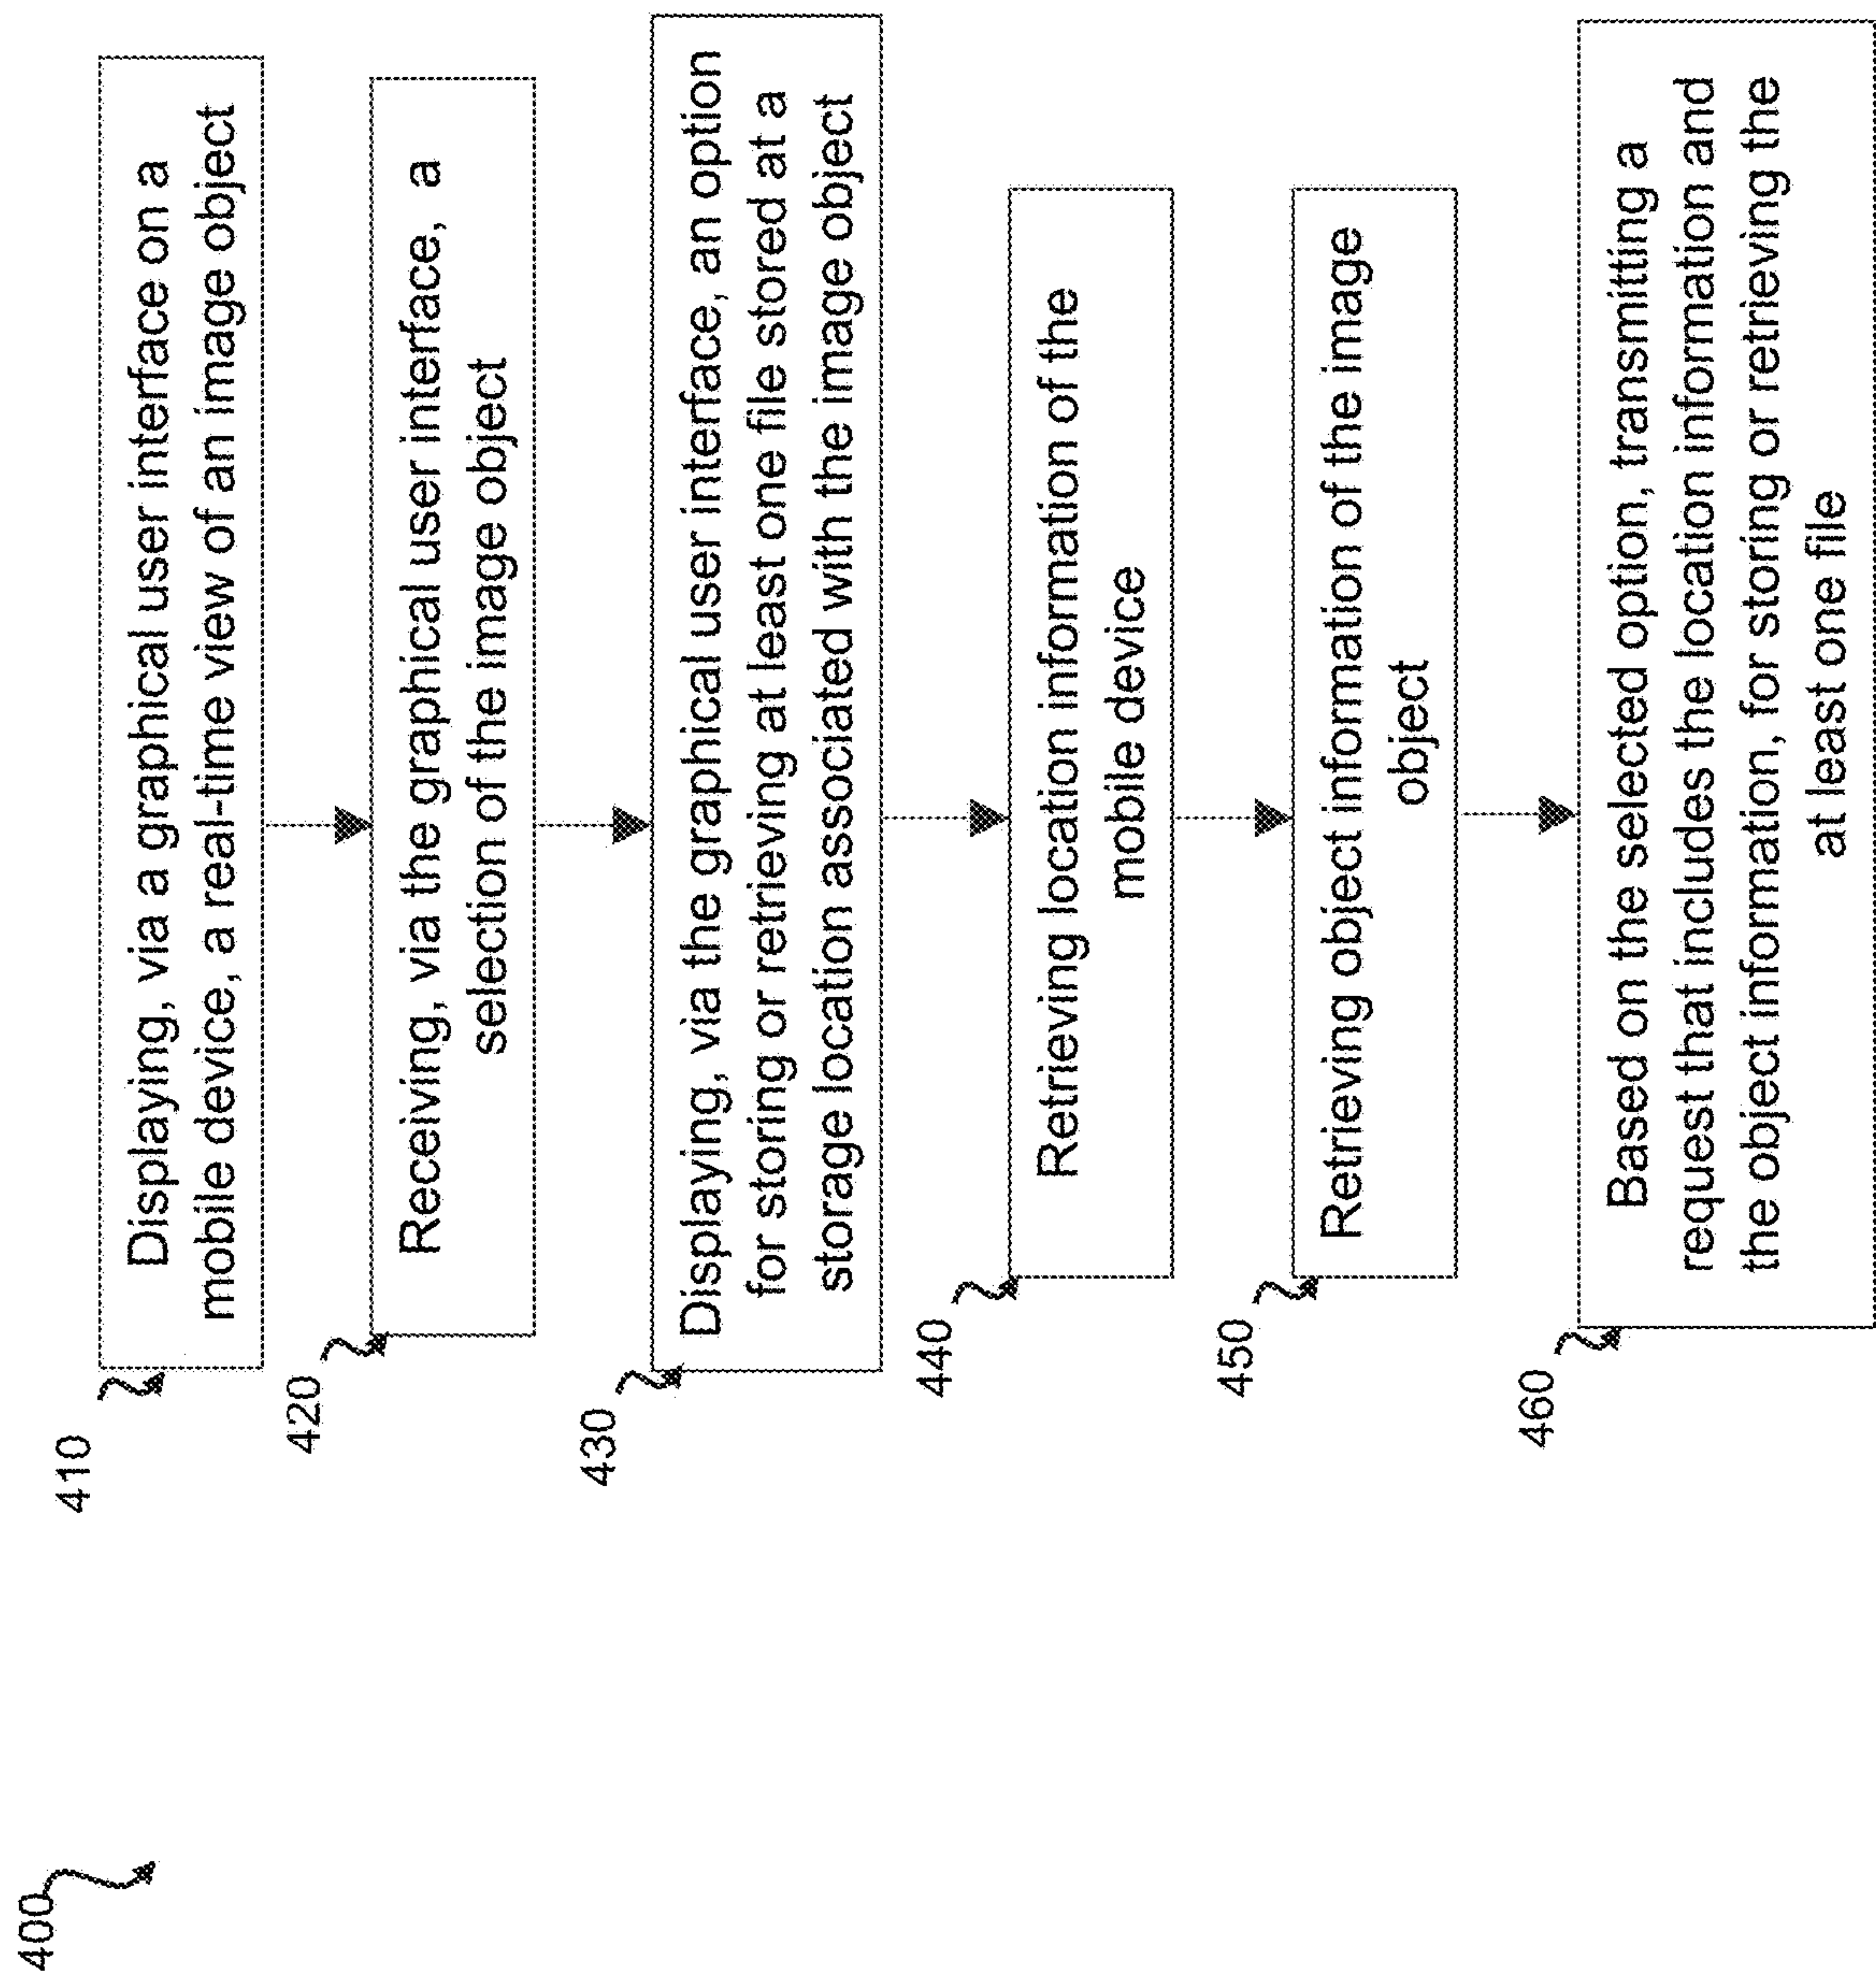 400
410
Displaying, via a graphical user interface on a
mobile device, a real-time view of an image object
420
Receiving, via the graphical user interface, a
selection of the image object
430
Displaying, via the graphical user interface, an option
for storing or retrieving at least one file stored at a
storage location associated with the image object
440
Retrieving location information of the
mobile device
450
Retrieving object information of the image
object
460
Based on the selected option, transmitting a
request that includes the location information and
the object information, for storing or retrieving the
at least one file